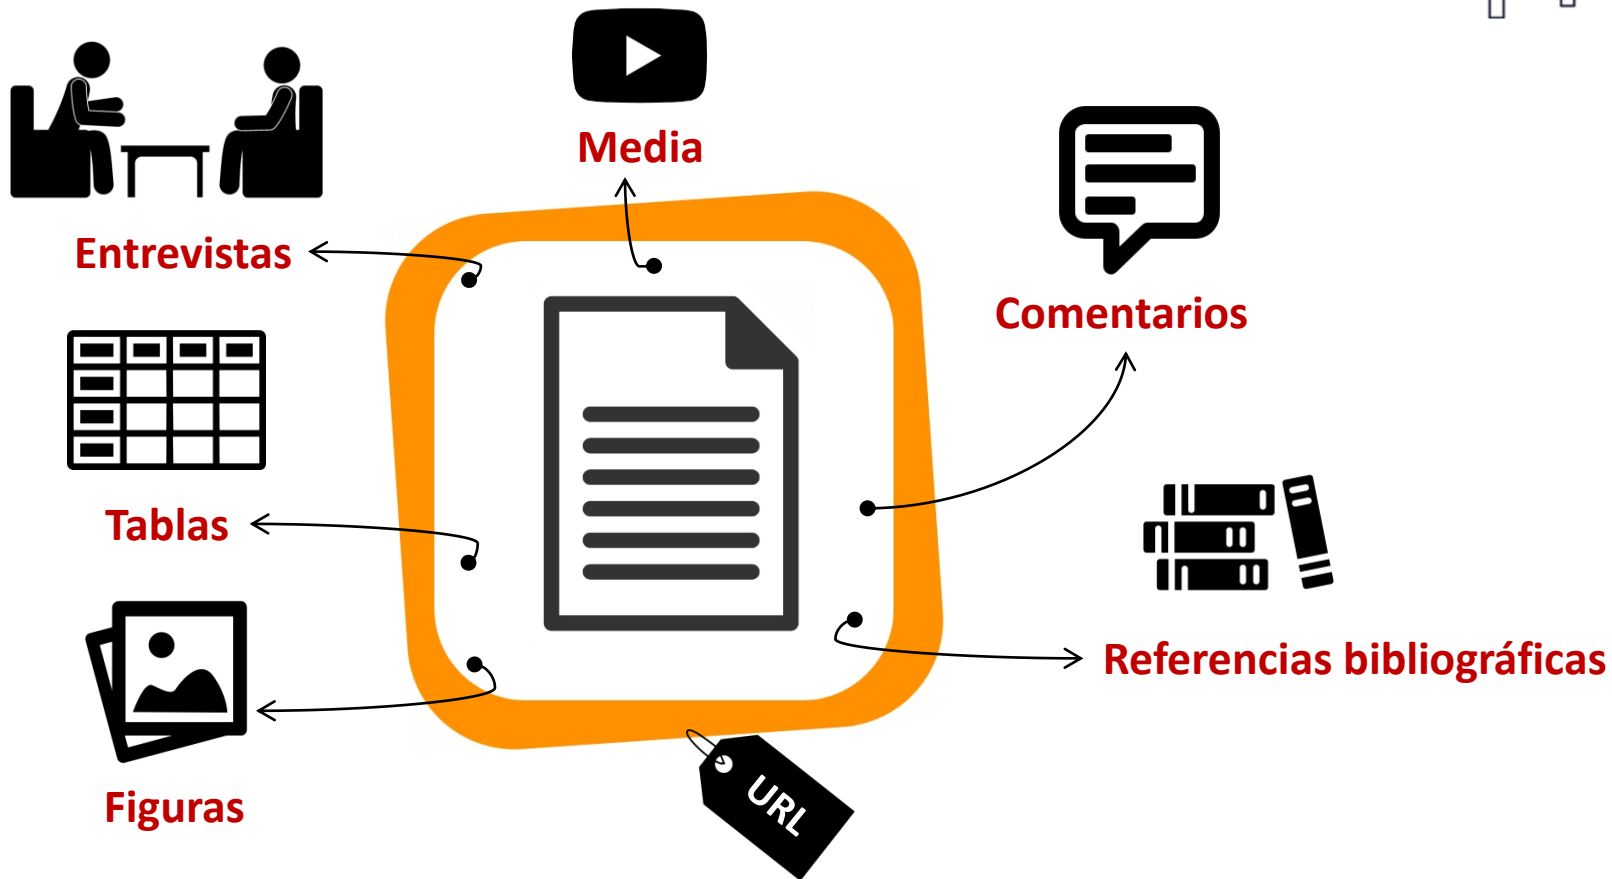 Media
Entrevistas
Comentarios
Tablas
Referencias bibliográficas
Figuras
URL